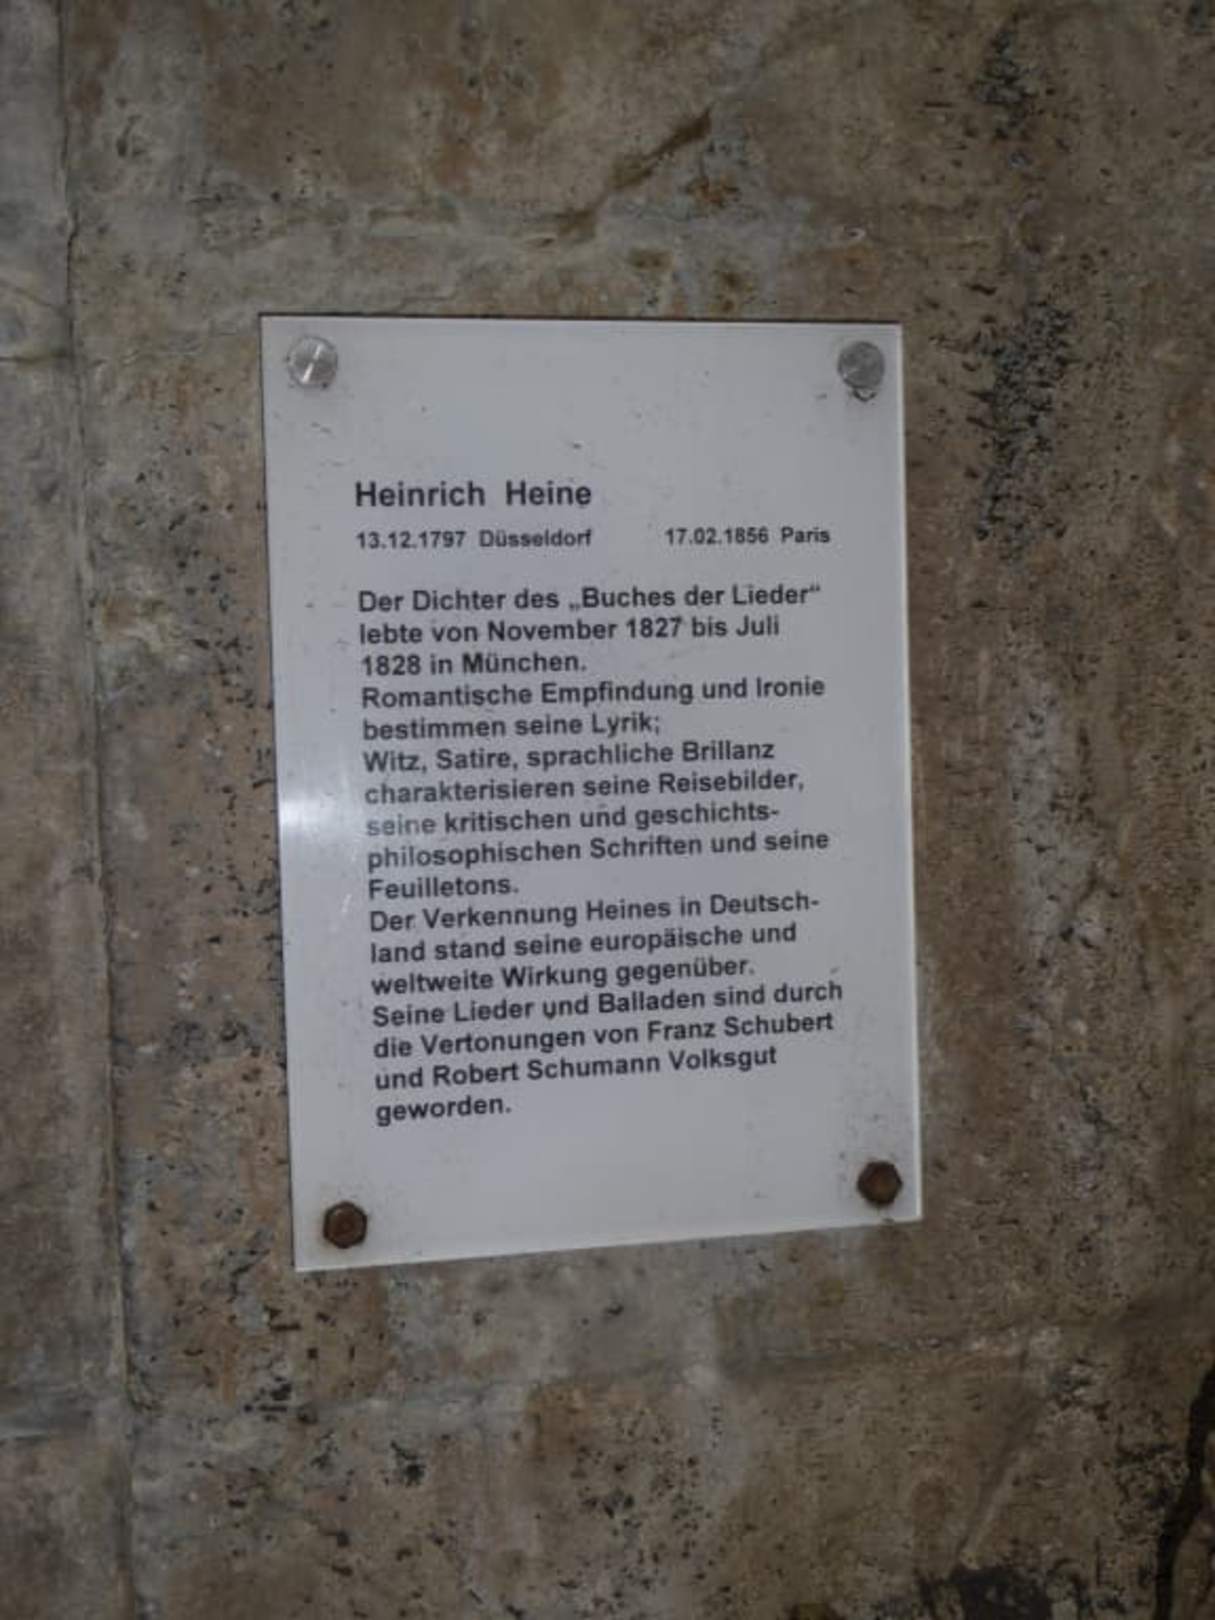 Heinrich Heine
13.12.1797 Düsseldorf 17.02.1856 Paris
Der Dichter des „Buches der Lieder“
lebte von November 1827 bis Juli
1828 in München.
Romantische Empfindung und Ironie
bestimmen seine Lyrik;
Witz, Satire, sprachliche Brillanz
charakterisieren seine Reisebilder,
seine kritischen und geschichts-
philosophischen Schriften und seine
Feuilletons.
Der Verkennung Heines in Deutsch-
land stand seine europäische und
weltweite Wirkung gegenüber.
Seine Lieder und Balladen sind durch
die Vertonungen von Franz Schubert
und Robert Schumann Volksgut
geworden.